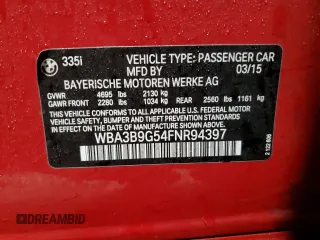 335i VEHICLE TYPE: PASSENGER CAR
MFD BY 03/15
BAYERISCHE MOTOREN WERKE AG
GVWR 4695 lbs 2130 kg
GAWR FRONT 2280 lbs 1034 kg REAR 2560 lbs 1161 kg
THIS VEHICLE CONFORMS TO ALL APPLICABLE
FEDERAL MOTOR VEHICLE SAFETY, BUMPER,
AND THEFT PREVENTION STANDARDS IN EFFECT
ON THE DATE OF MANUFACTURE SHOWN ABOVE.
WBA3B9G54FNR94397
DREAMBID